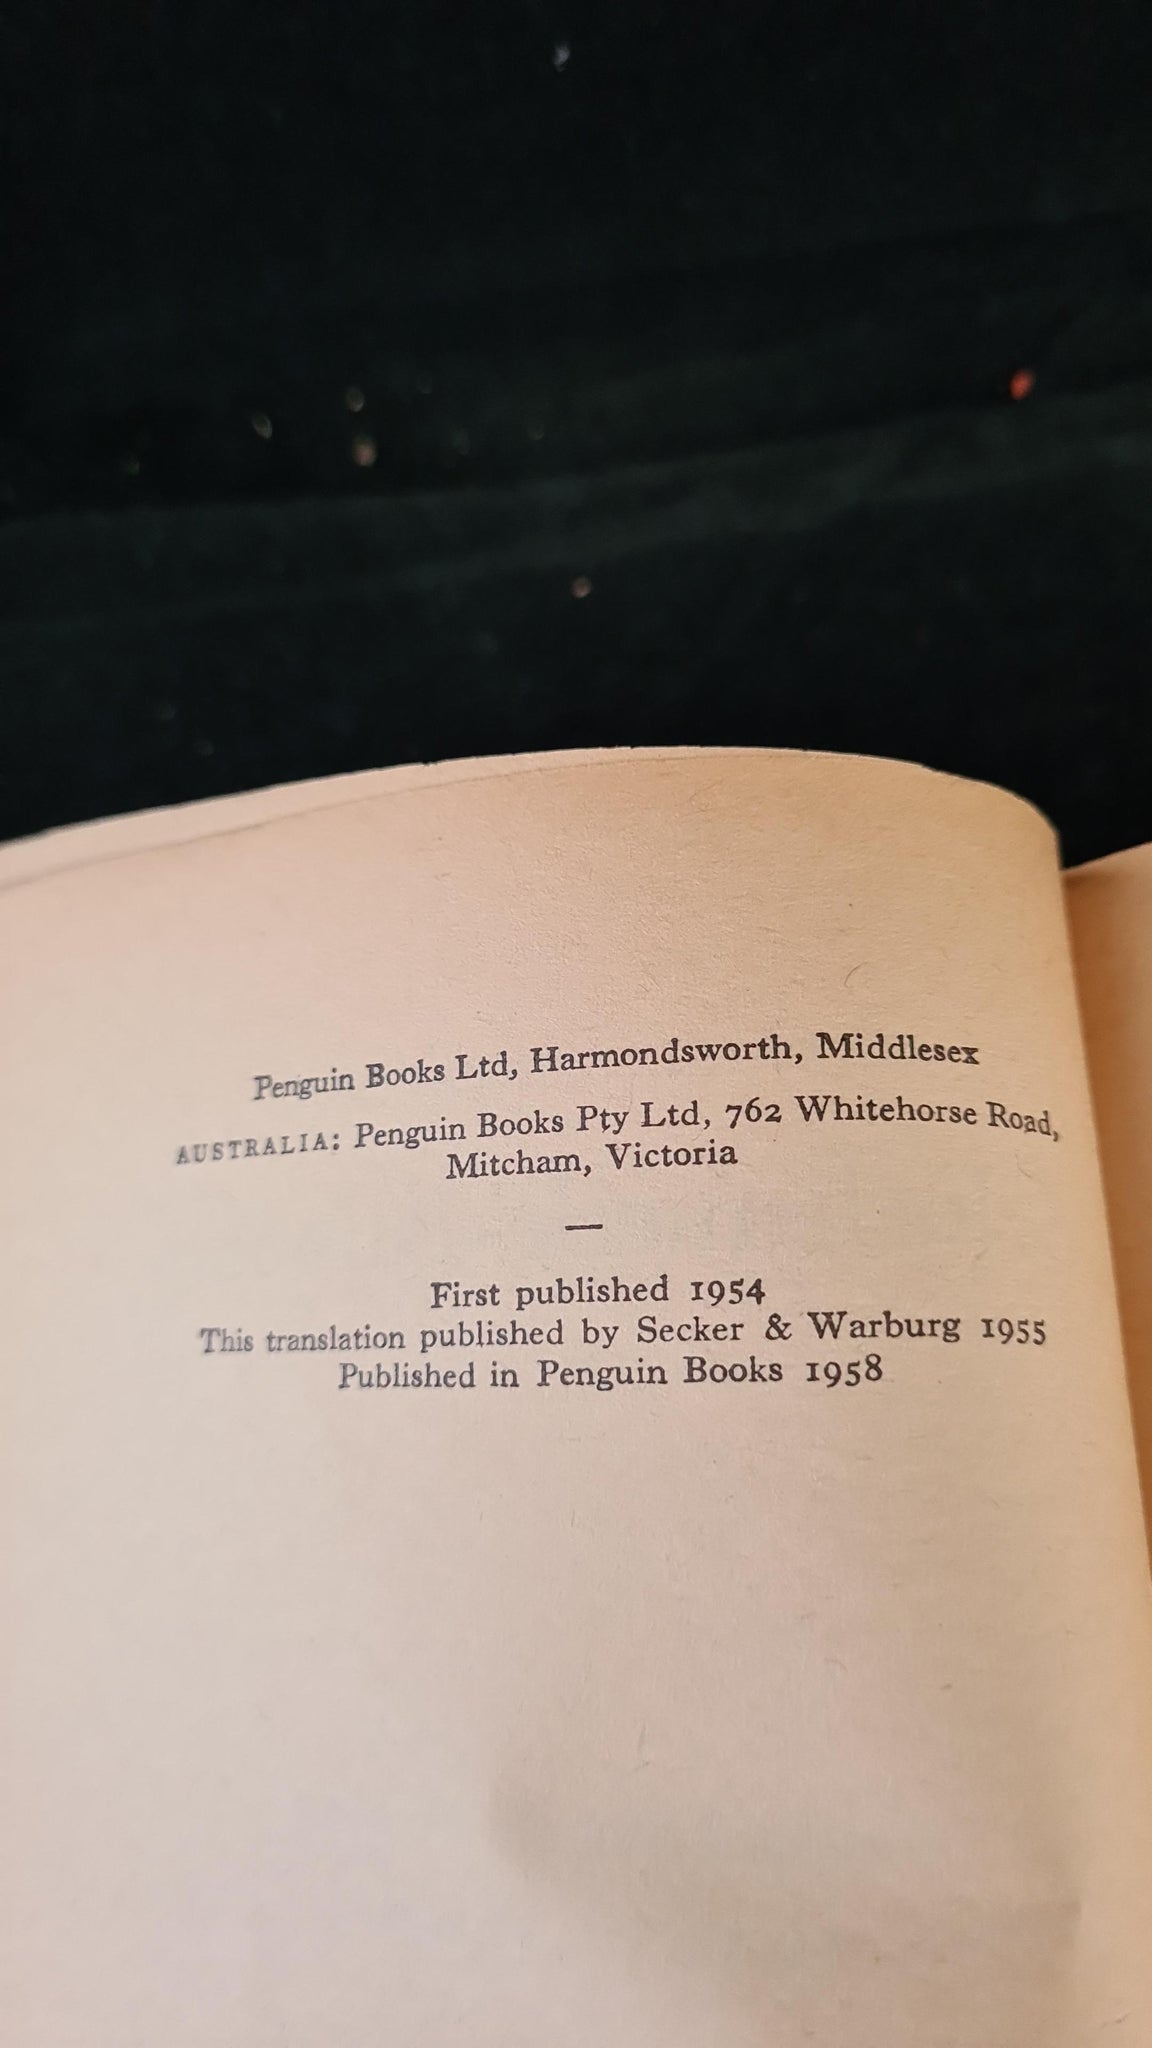 Penguin Books Ltd, Harmondsworth, Middlesex
AUSTRALIA: Penguin Books Pty Ltd, 762 Whitehorse Road,
Mitcham, Victoria
—
First published 1954
This translation published by Secker & Warburg 1955
Published in Penguin Books 1958